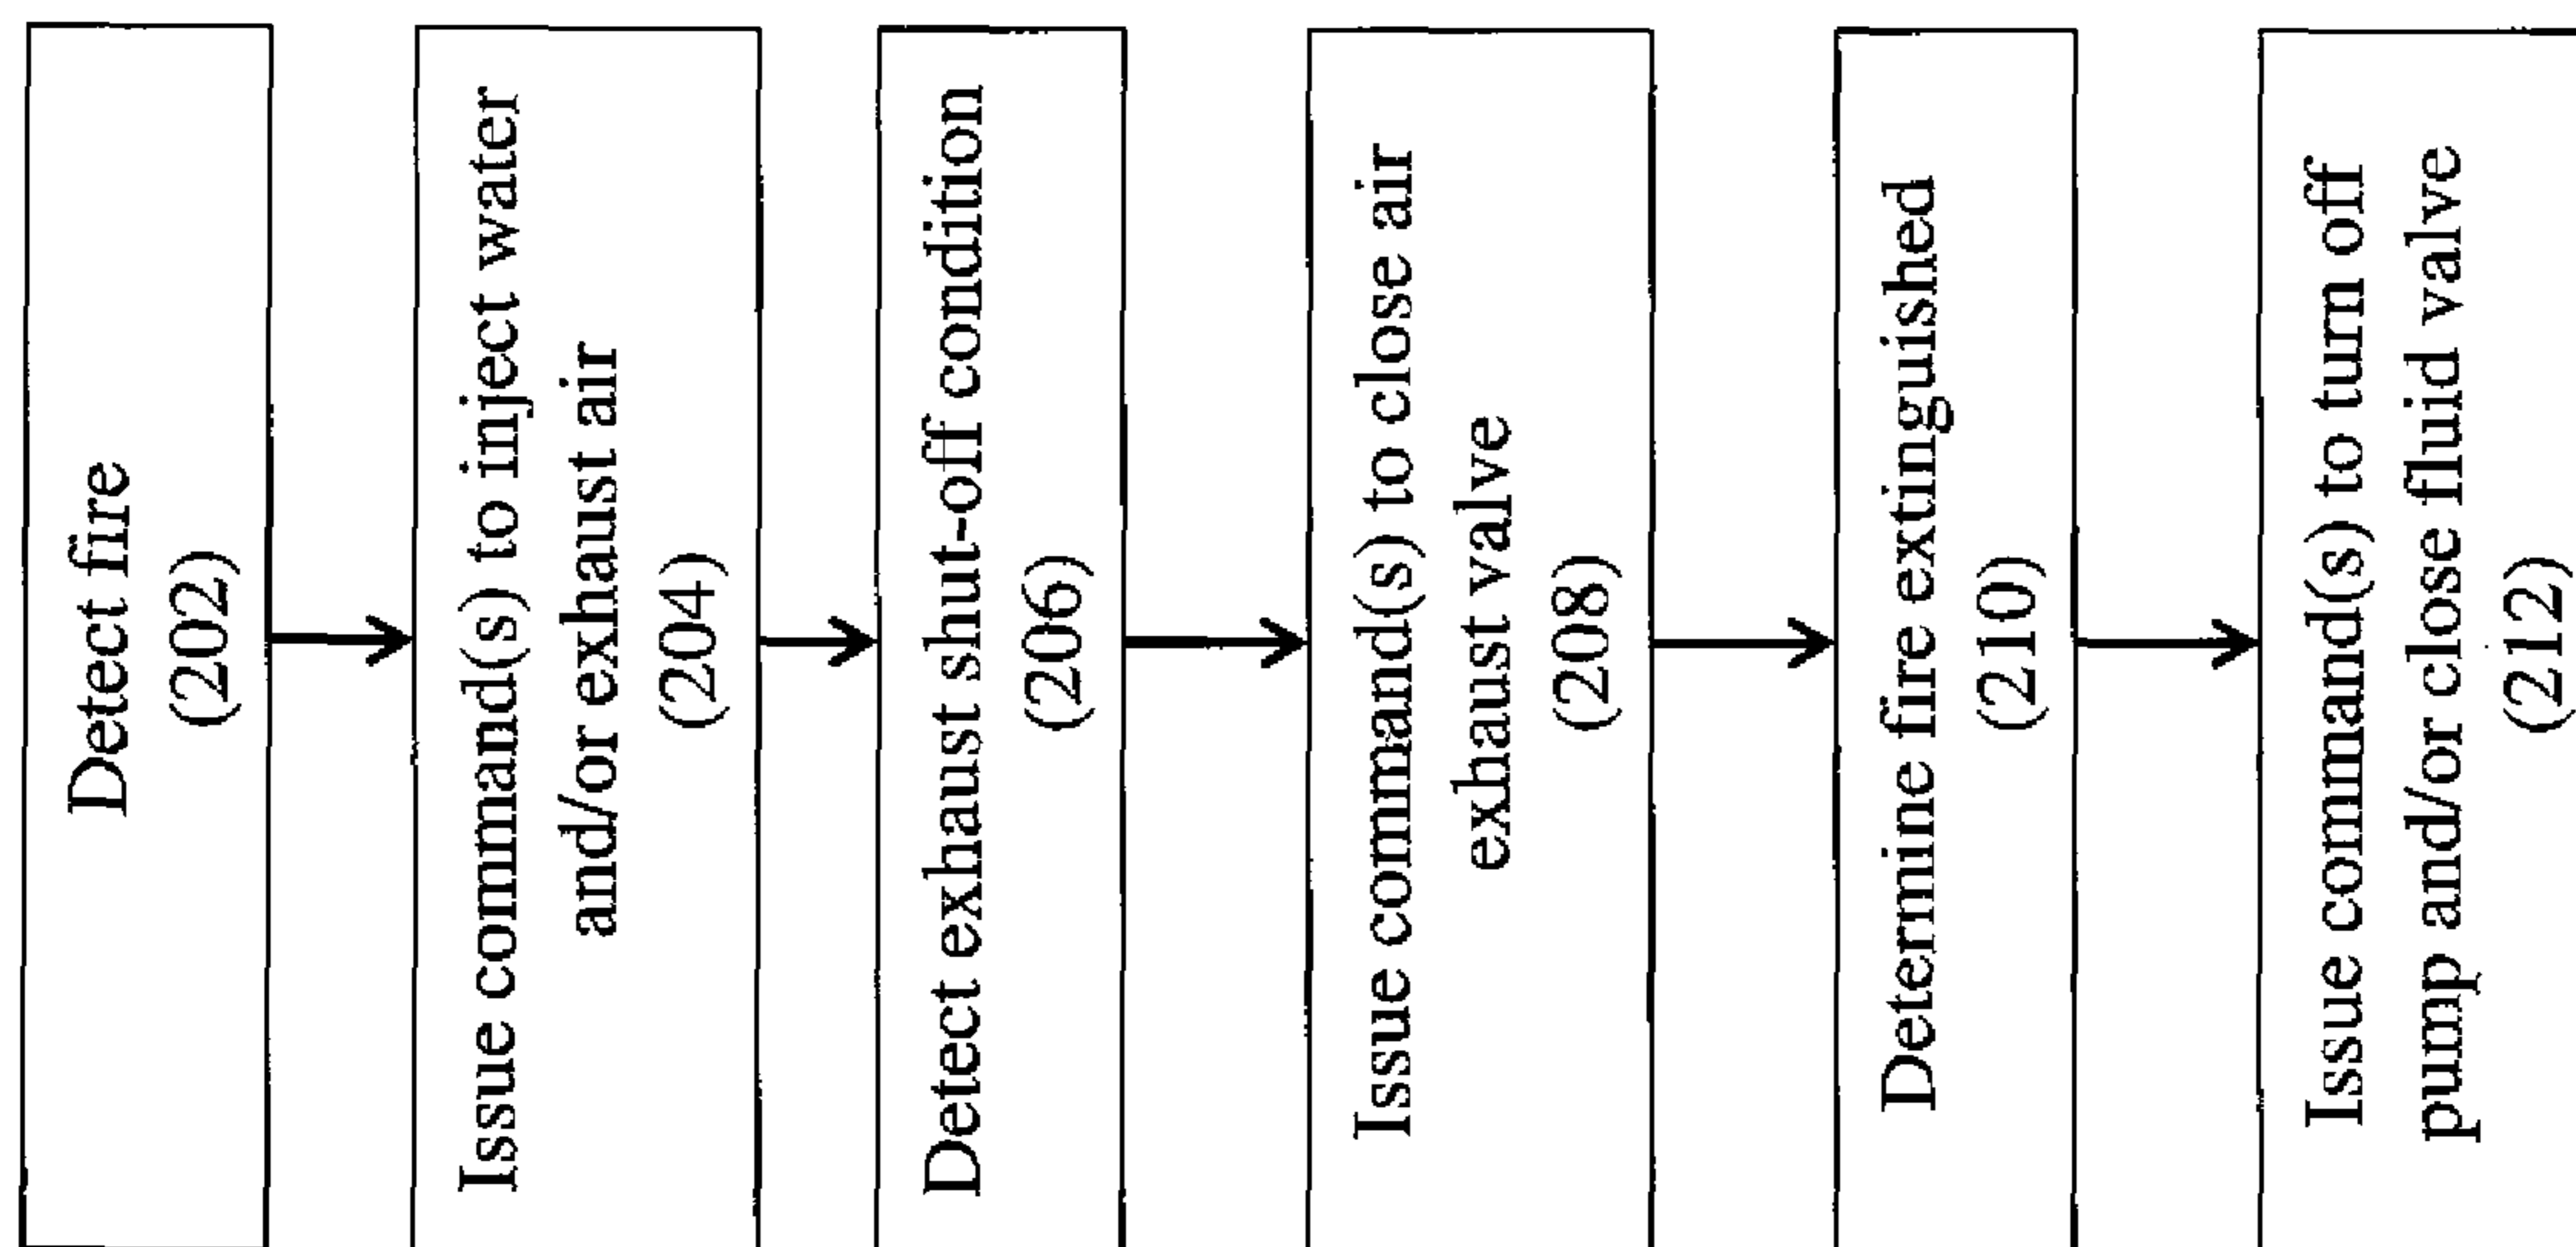 Detect fire
(202)
Issue command(s) to inject water
and/or exhaust air
(204)
Detect exhaust shut-off condition
(206)
Issue command(s) to close air
exhaust valve
(208)
Determine fire extinguished
(210)
Issue command(s) to turn off
pump and/or close fluid valve
(212)